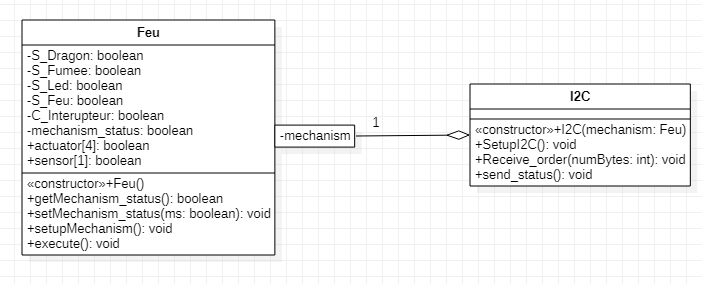 Feu
-S_Dragon: boolean
-S_Fumee: boolean
-S_Led: boolean
-S_Feu: boolean
-C_Interupteur: boolean
-mechanism_status: boolean
+actuator[4]: boolean
+sensor[1]: boolean
«constructor»+Feu()
+getMechanism_status(): boolean
+setMechanism_status(ms: boolean): void
+setupMechanism(): void
+execute(): void
-mechanism
1
I2C
«constructor»+I2C(mechanism: Feu)
+SetupI2C(): void
+Receive_order(numBytes: int): void
+send_status(): void